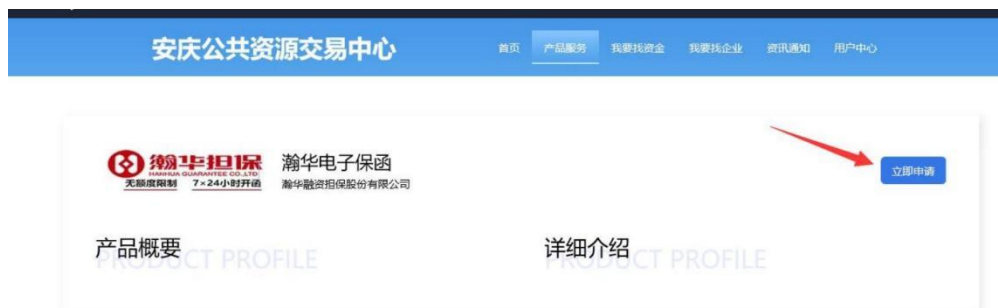 安庆公共资源交易中心
首页 产品服务 我要找资金 我要找企业 资讯通知 用户中心
瀚华担保
HANHUA GUARANTEE CO.,LTD
无额度限制 7×24小时开函
瀚华电子保函
瀚华融资担保股份有限公司
立即申请
产品概要
PRODUCT PROFILE
详细介绍
PRODUCT PROFILE